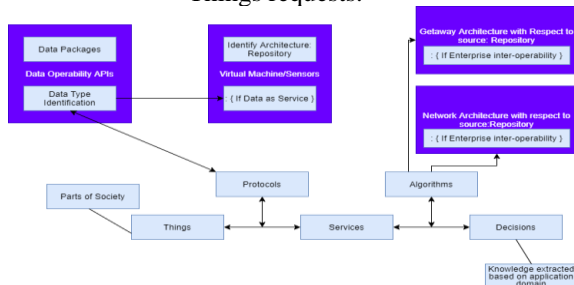 Things requests.
Data Packages
Data Operability APIs
Data Type
Identification
Identify Architecture:
Repository
Virtual Machine/Sensors
: { If Data as Service }
Getaway Architecture with Respect to
source: Repository
: { If Enterprise inter-operability }
Network Architecture with respect to
source:Repository
: { If Enterprise inter-operability }
Protocols
Algorithms
Parts of Society
Things
Services
Decisions
Knowledge extracted
based on application
domain